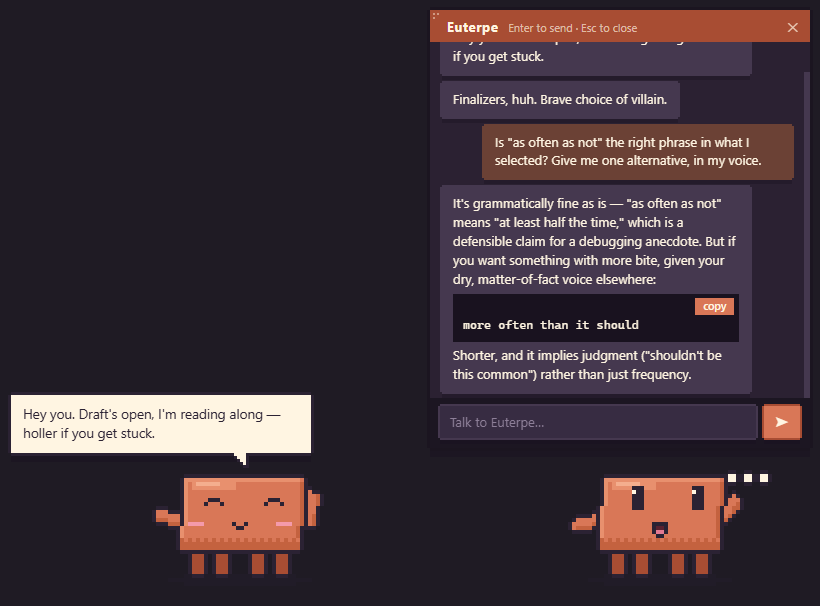 Euterpe Enter to send · Esc to close
if you get stuck.
Finalizers, huh. Brave choice of villain.
Is "as often as not" the right phrase in what I
selected? Give me one alternative, in my voice.
It's grammatically fine as is — "as often as not"
means "at least half the time," which is a
defensible claim for a debugging anecdote. But if
you want something with more bite, given your
dry, matter-of-fact voice elsewhere:
copy
more often than it should
Shorter, and it implies judgment ("shouldn't be
this common") rather than just frequency.
Talk to Euterpe...
Hey you. Draft's open, I'm reading along —
holler if you get stuck.